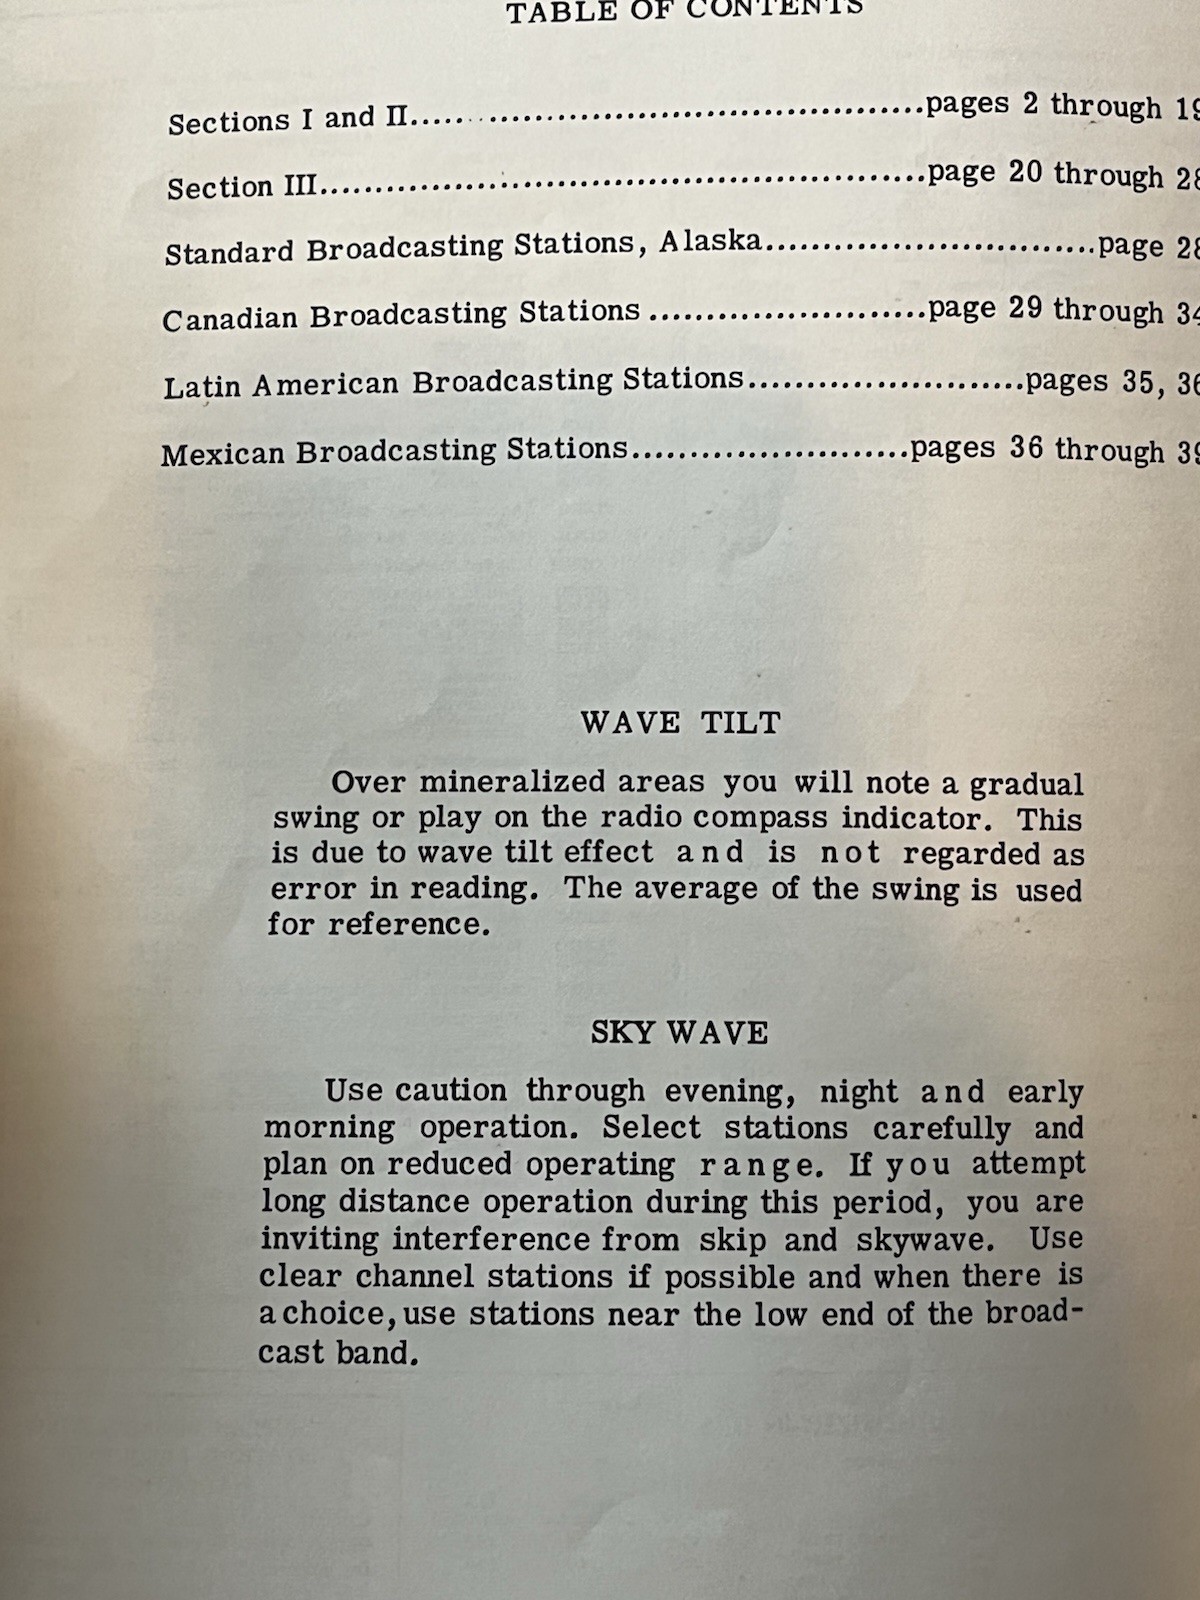 TABLE OF CONTENTS
Sections I and II..........................................pages 2 through 19
Section III.....................................................page 20 through 28
Standard Broadcasting Stations, Alaska.............................page 28
Canadian Broadcasting Stations ........................page 29 through 34
Latin American Broadcasting Stations........................pages 35, 36
Mexican Broadcasting Stations........................pages 36 through 39
WAVE TILT
Over mineralized areas you will note a gradual
swing or play on the radio compass indicator. This
is due to wave tilt effect and is not regarded as
error in reading. The average of the swing is used
for reference.
SKY WAVE
Use caution through evening, night and early
morning operation. Select stations carefully and
plan on reduced operating range. If you attempt
long distance operation during this period, you are
inviting interference from skip and skywave. Use
clear channel stations if possible and when there is
a choice, use stations near the low end of the broad-
cast band.